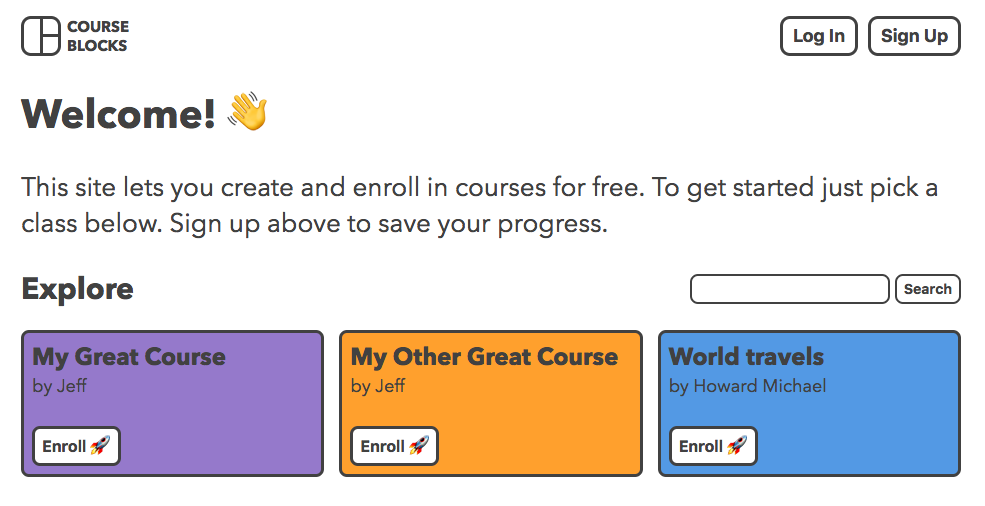 COURSE
BLOCKS
Log In
Sign Up
Welcome! 👋
This site lets you create and enroll in courses for free. To get started just pick a
class below. Sign up above to save your progress.
Explore
Search
My Great Course
by Jeff
Enroll 🚀
My Other Great Course
by Jeff
Enroll 🚀
World travels
by Howard Michael
Enroll 🚀